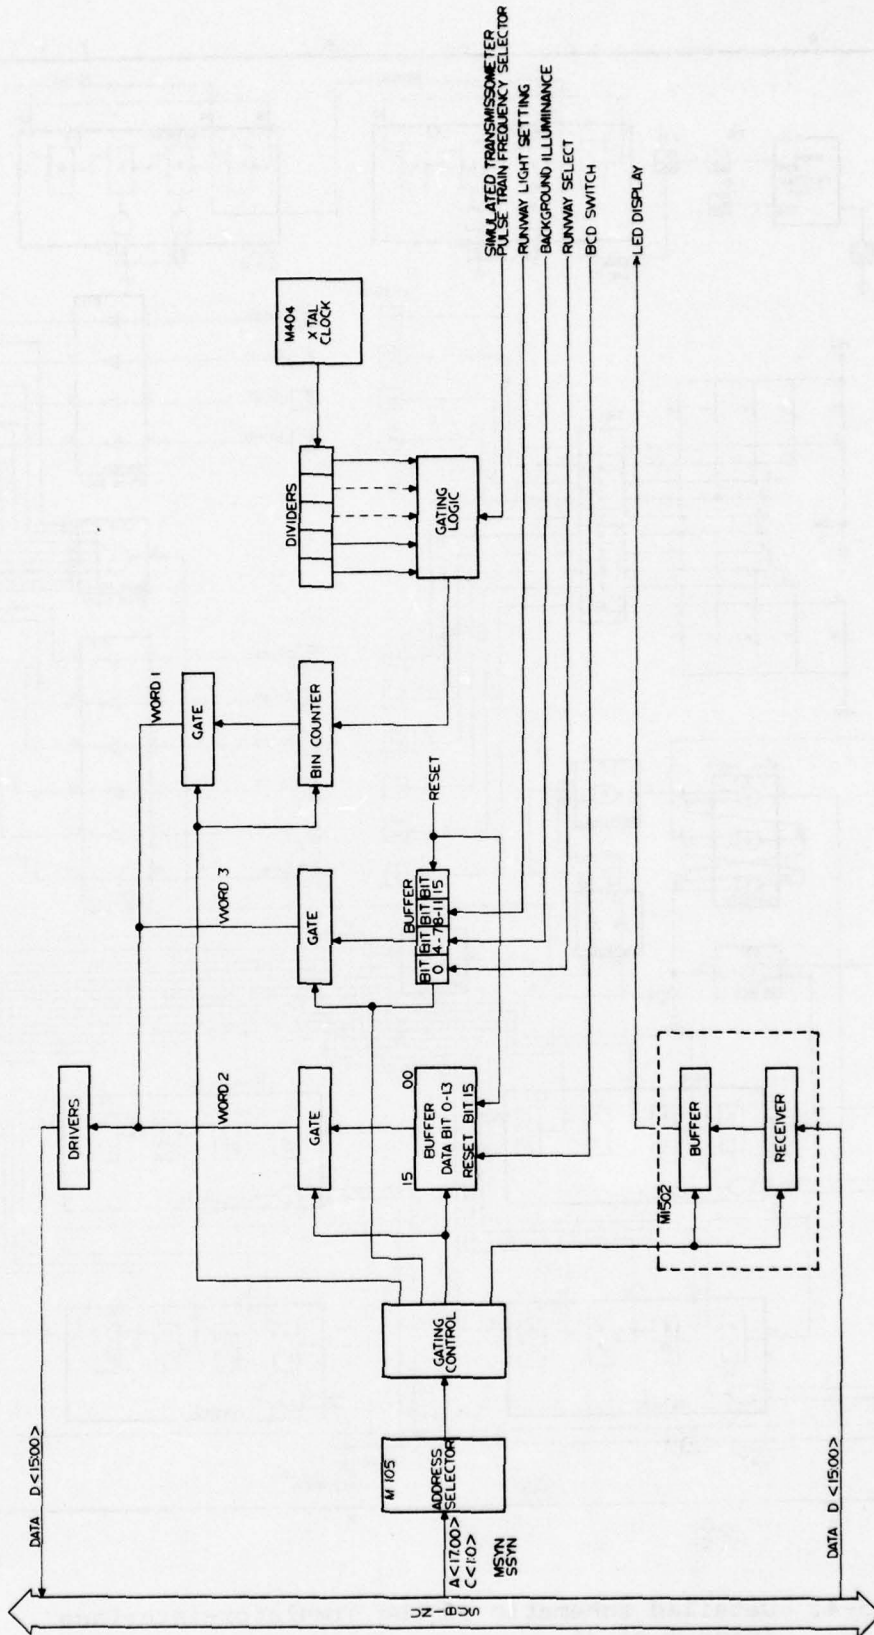 DATA D<15:00>
DRIVERS
WORD 2
GATE
15
00
BUFFER
DATA BIT 0-13
RESET BIT 15
WORD 3
GATE
BUFFER
BIT
0
BIT
4-7
BIT
8-11
BIT
15
RESET
WORD 1
GATE
BIN COUNTER
DIVIDERS
M404
XTAL
CLOCK
GATING
LOGIC
SIMULATED TRANSMISSOMETER
PULSE TRAIN FREQUENCY SELECTOR
RUNWAY LIGHT SETTING
BACKGROUND ILLUMINANCE
RUNWAY SELECT
BCD SWITCH
LED DISPLAY
M105
ADDRESS
SELECTOR
A<17:00>
C<1:0>
MSYN
SSYN
GATING
CONTROL
M1502
BUFFER
RECEIVER
DATA D<15:00>